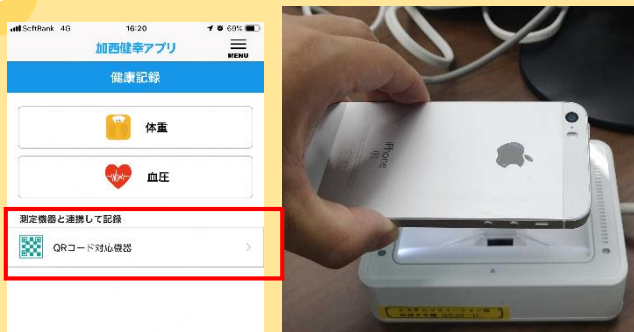 SoftBank 4G 16:20 69%
加西健幸アプリ
MENU
健康記録
体重
血圧
測定機器と連携して記録
QRコード対応機器
iPhone